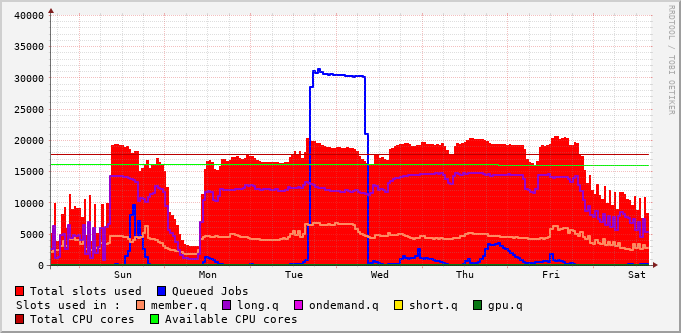 40000
35000
30000
25000
20000
15000
10000
5000
0
Sun Mon Tue Wed Thu Fri Sat
RRDTOOL / TOBI OETIKER
Total slots used Queued Jobs
Slots used in : member.q long.q ondemand.q short.q gpu.q
Total CPU cores Available CPU cores